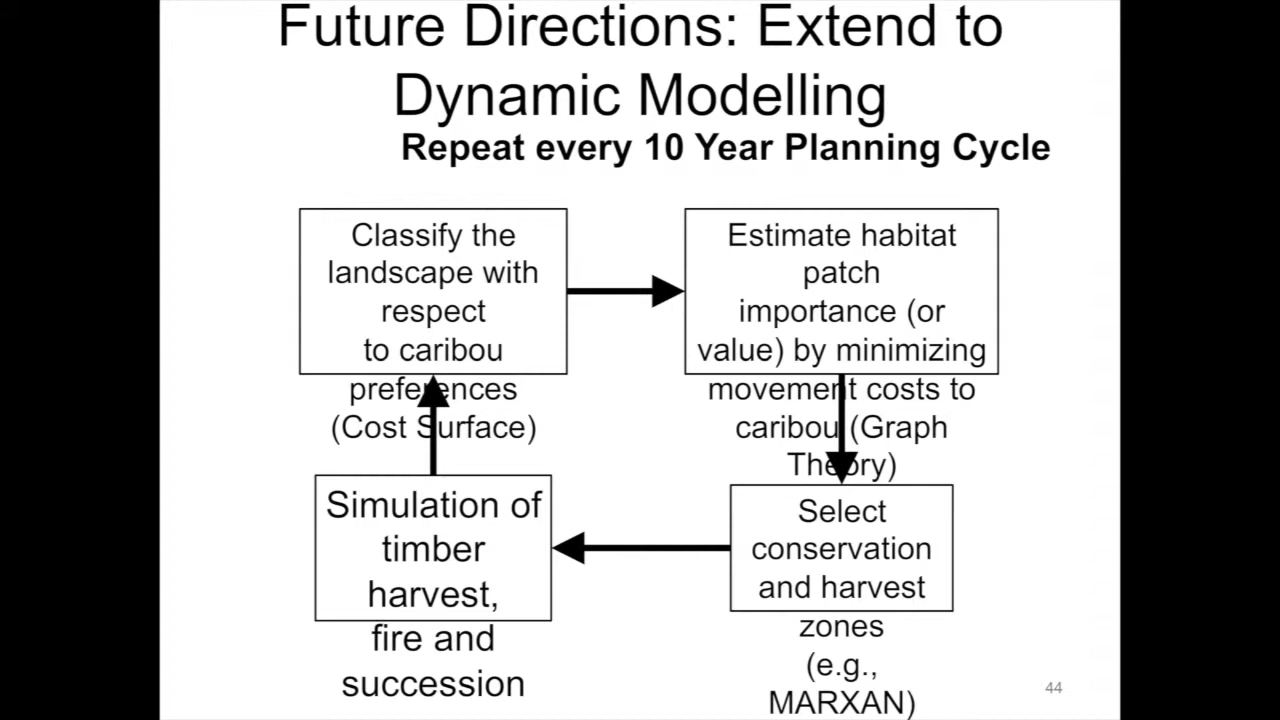 Future Directions: Extend to
Dynamic Modelling
Repeat every 10 Year Planning Cycle
Classify the
landscape with
respect
to caribou
preferences
(Cost Surface)
Estimate habitat
patch
importance (or
value) by minimizing
movement costs to
caribou (Graph
Theory)
Simulation of
timber
harvest,
fire and
succession
Select
conservation
and harvest
zones
(e.g.,
MARXAN)
44